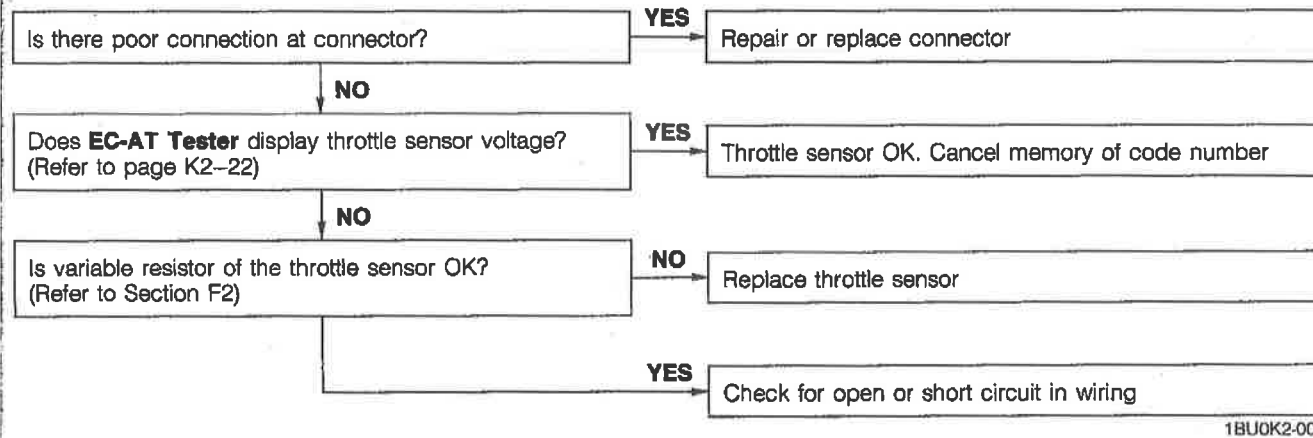 Is there poor connection at connector?
YES
Repair or replace connector
NO
Does EC-AT Tester display throttle sensor voltage?
(Refer to page K2–22)
YES
Throttle sensor OK. Cancel memory of code number
NO
Is variable resistor of the throttle sensor OK?
(Refer to Section F2)
NO
Replace throttle sensor
YES
Check for open or short circuit in wiring